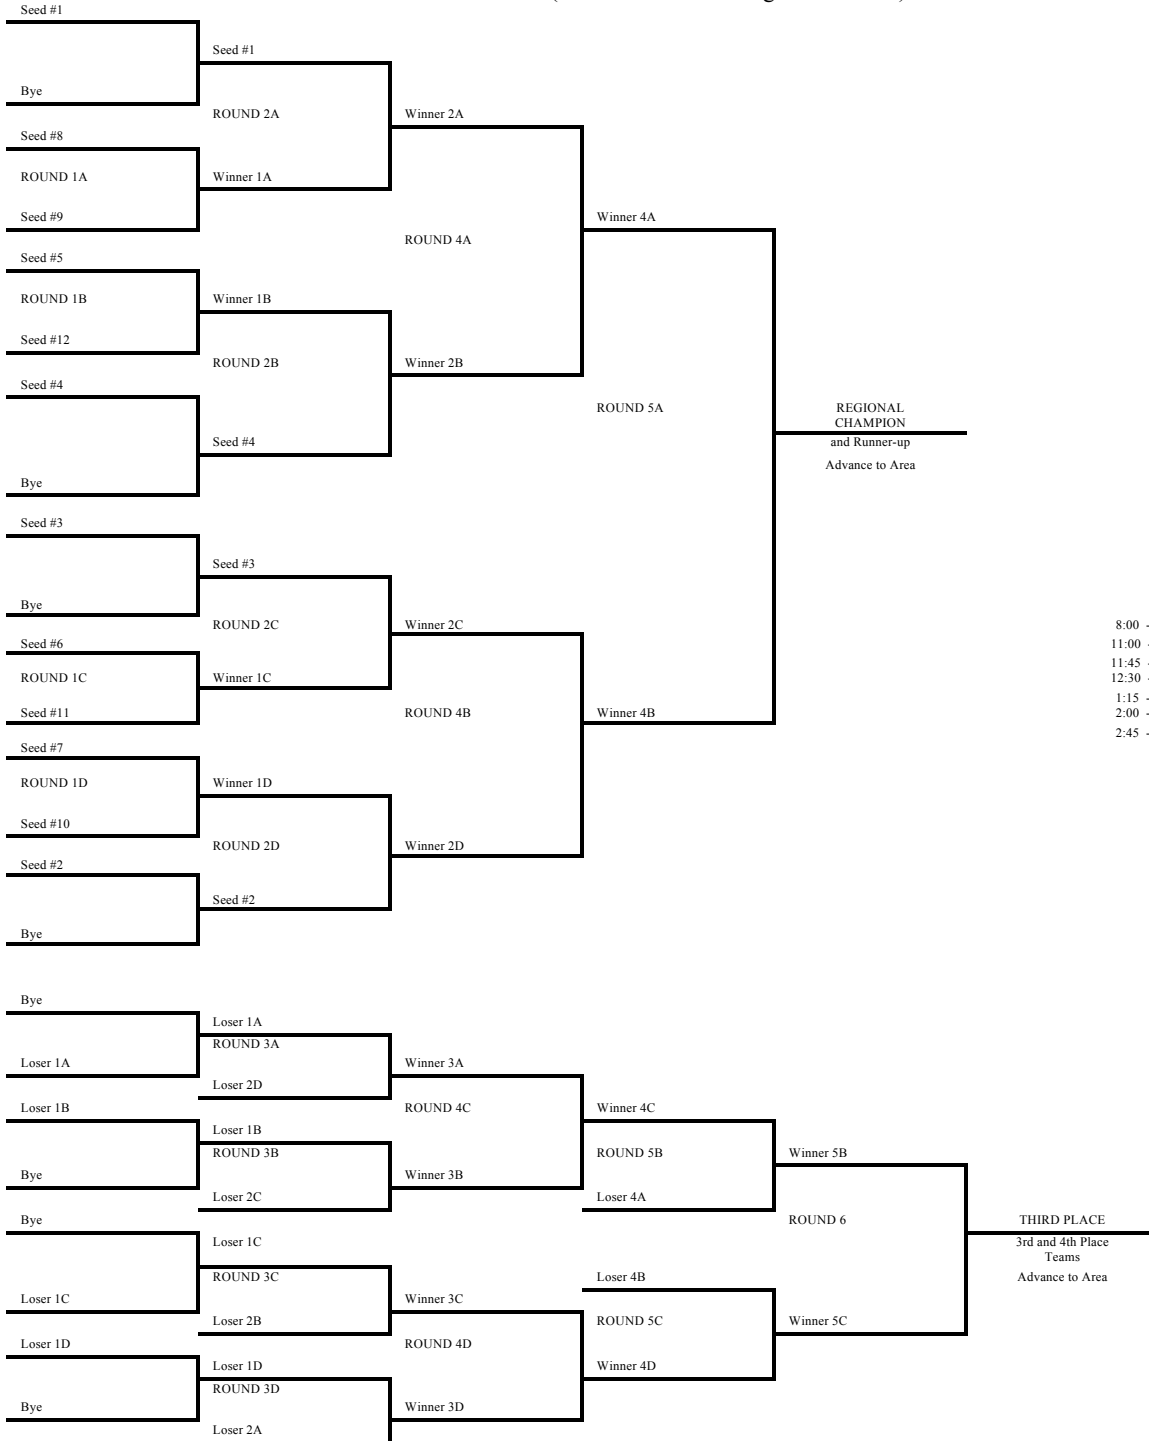 Seed #1
Seed #1
Bye
ROUND 2A
Winner 2A
Seed #8
ROUND 1A
Winner 1A
Seed #9
Winner 4A
ROUND 4A
Seed #5
ROUND 1B
Winner 1B
Seed #12
ROUND 2B
Winner 2B
Seed #4
ROUND 5A
REGIONAL
CHAMPION
Seed #4
and Runner-up
Advance to Area
Bye
Seed #3
Seed #3
Bye
ROUND 2C
Winner 2C
8:00 -
Seed #6
11:00 -
11:45 -
ROUND 1C
Winner 1C
12:30 -
1:15 -
Seed #11
ROUND 4B
Winner 4B
2:00 -
2:45 -
Seed #7
ROUND 1D
Winner 1D
Seed #10
ROUND 2D
Winner 2D
Seed #2
Seed #2
Bye
Bye
Loser 1A
ROUND 3A
Loser 1A
Winner 3A
Loser 2D
Loser 1B
ROUND 4C
Winner 4C
Loser 1B
ROUND 3B
ROUND 5B
Winner 5B
Bye
Winner 3B
Loser 2C
Loser 4A
Bye
ROUND 6
THIRD PLACE
Loser 1C
3rd and 4th Place
Teams
ROUND 3C
Loser 4B
Advance to Area
Loser 1C
Winner 3C
Loser 2B
ROUND 5C
Winner 5C
Loser 1D
ROUND 4D
Loser 1D
Winner 4D
ROUND 3D
Bye
Winner 3D
Loser 2A